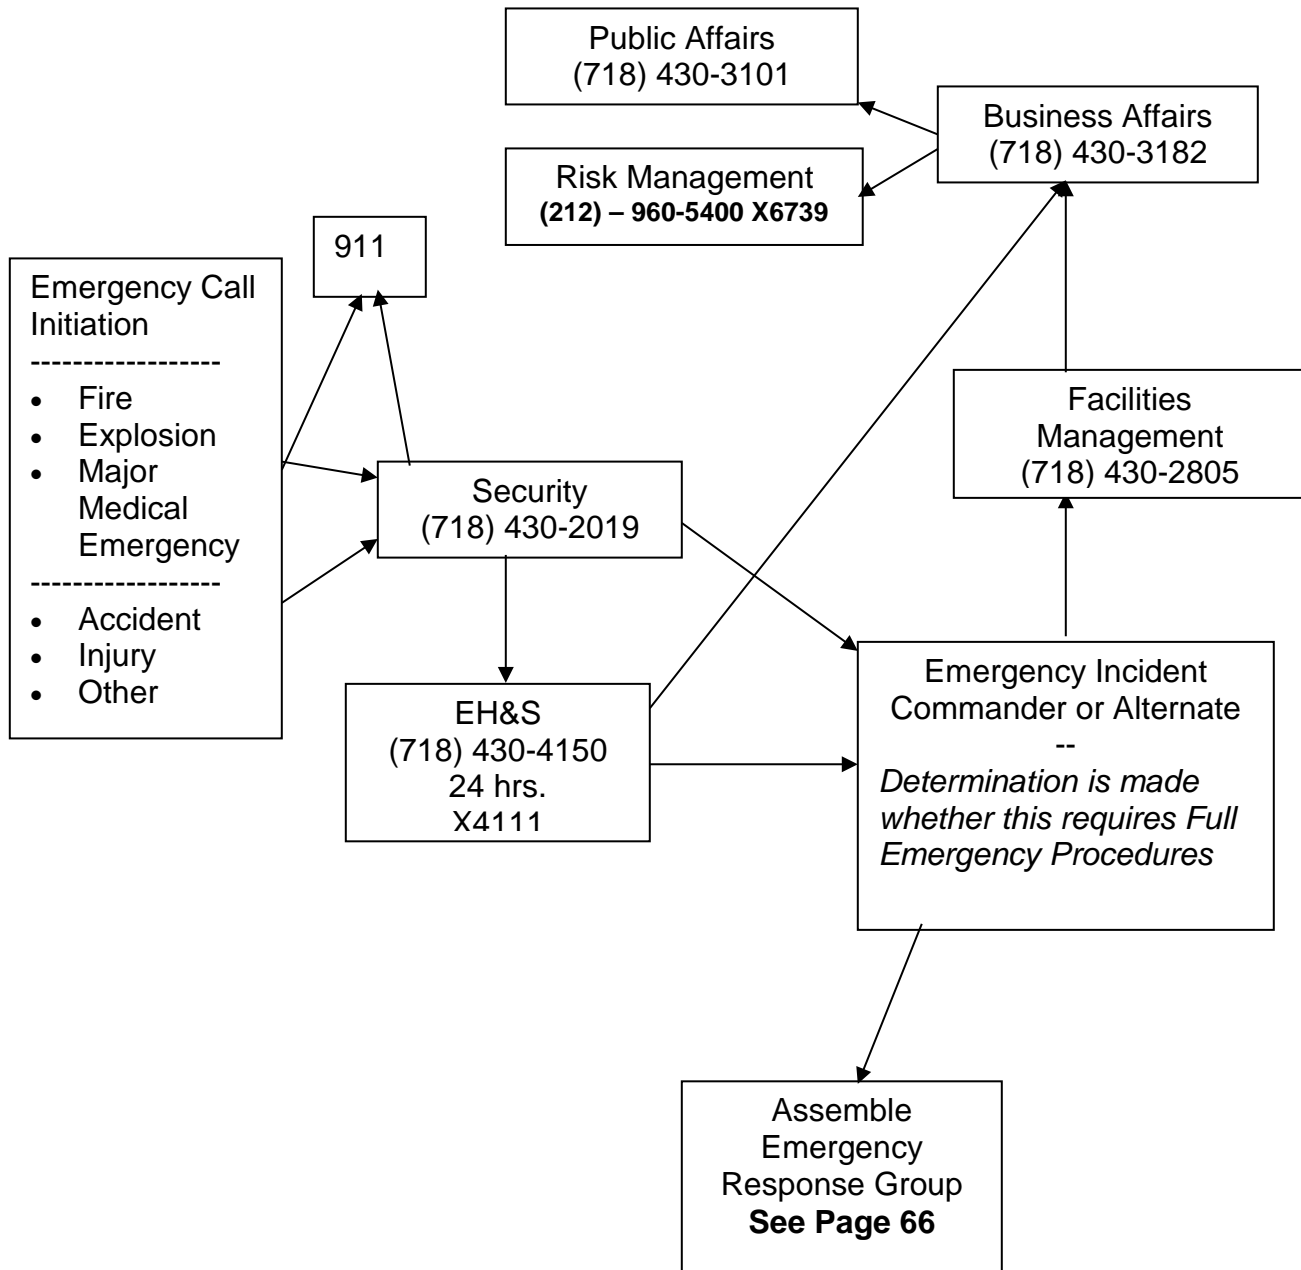 Public Affairs
(718) 430-3101
Business Affairs
(718) 430-3182
Risk Management
(212) – 960-5400 X6739
911
Emergency Call
Initiation
------------------
• Fire
• Explosion
• Major
Medical
Emergency
------------------
• Accident
• Injury
• Other
Security
(718) 430-2019
Facilities
Management
(718) 430-2805
EH&S
(718) 430-4150
24 hrs.
X4111
Emergency Incident
Commander or Alternate
--
Determination is made
whether this requires Full
Emergency Procedures
Assemble
Emergency
Response Group
See Page 66